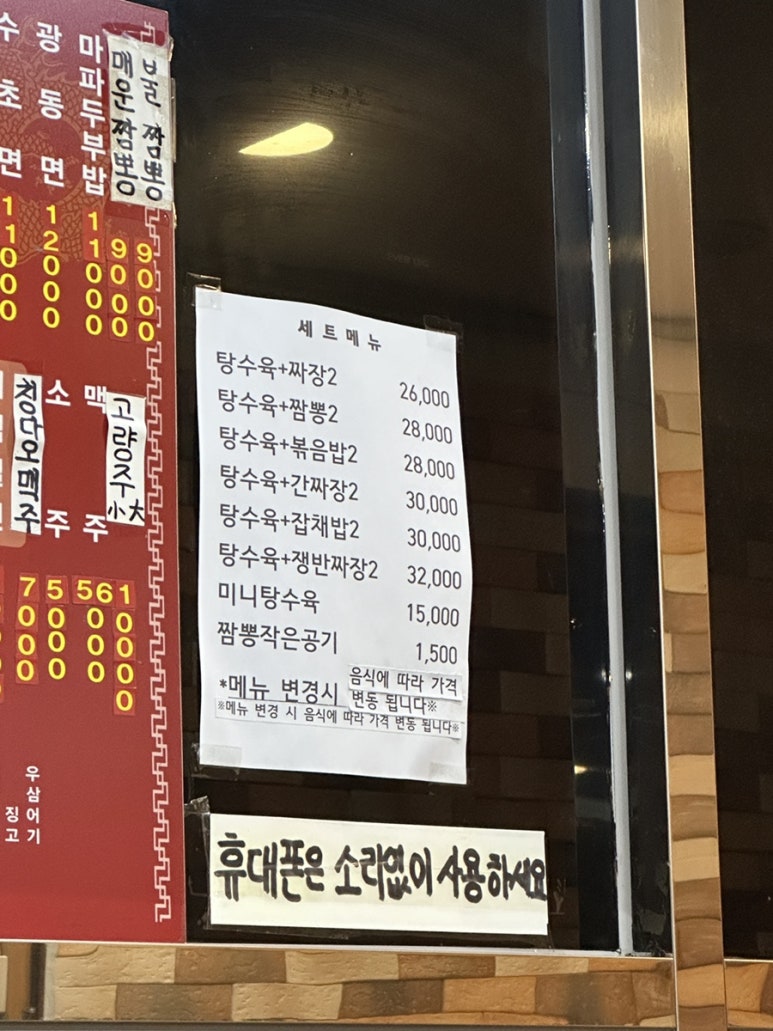 마파두부밥
11000
매운짬뽕
9000
불짬뽕
9000
광동면
12000
칭다오맥주
7000
소주
5000
맥주
5000
고량주
小大
우삼어기
징고
세트메뉴
탕수육+짜장2 26,000
탕수육+짬뽕2 28,000
탕수육+볶음밥2 28,000
탕수육+간짜장2 30,000
탕수육+잡채밥2 30,000
탕수육+쟁반짜장2 32,000
미니탕수육 15,000
짬뽕작은공기 1,500
*메뉴 변경시 음식에 따라 가격
변동 됩니다※
※메뉴 변경 시 음식에 따라 가격 변동 됩니다※
휴대폰은 소리없이 사용하세요